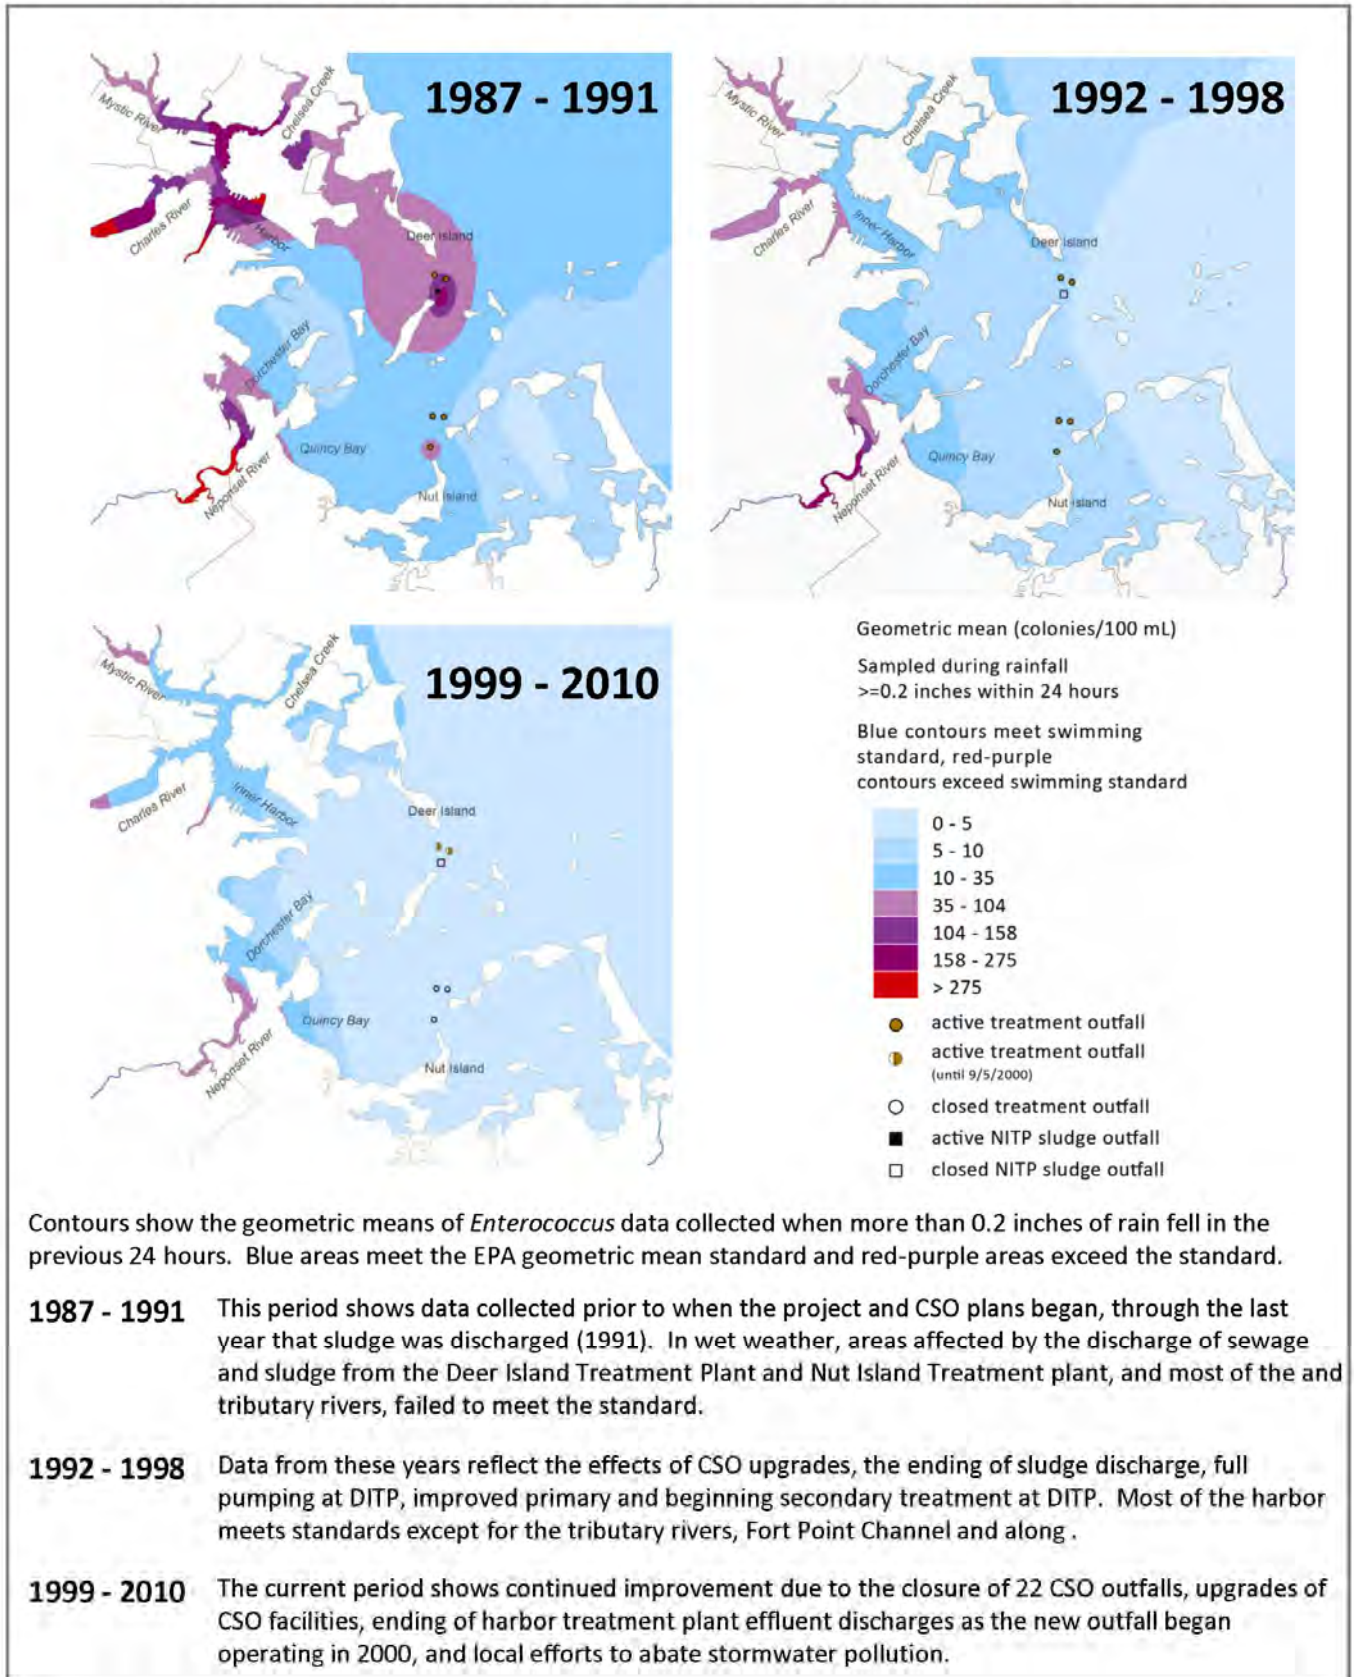 1987 - 1991
Mystic River
Chelsea Creek
Charles River
Harbor
Deer Island
Dorchester Bay
Quincy Bay
Neponset River
Nut Island
1992 - 1998
Mystic River
Chelsea Creek
Charles River
Inner Harbor
Deer Island
Dorchester Bay
Quincy Bay
Neponset River
Nut Island
1999 - 2010
Mystic River
Chelsea Creek
Charles River
Inner Harbor
Deer Island
Dorchester Bay
Quincy Bay
Neponset River
Nut Island
Geometric mean (colonies/100 mL)
Sampled during rainfall
>=0.2 inches within 24 hours
Blue contours meet swimming
standard, red-purple
contours exceed swimming standard
0 - 5
5 - 10
10 - 35
35 - 104
104 - 158
158 - 275
> 275
active treatment outfall
active treatment outfall
(until 9/5/2000)
closed treatment outfall
active NITP sludge outfall
closed NITP sludge outfall
Contours show the geometric means of Enterococcus data collected when more than 0.2 inches of rain fell in the
previous 24 hours. Blue areas meet the EPA geometric mean standard and red-purple areas exceed the standard.
1987 - 1991 This period shows data collected prior to when the project and CSO plans began, through the last
year that sludge was discharged (1991). In wet weather, areas affected by the discharge of sewage
and sludge from the Deer Island Treatment Plant and Nut Island Treatment plant, and most of the and
tributary rivers, failed to meet the standard.
1992 - 1998 Data from these years reflect the effects of CSO upgrades, the ending of sludge discharge, full
pumping at DITP, improved primary and beginning secondary treatment at DITP. Most of the harbor
meets standards except for the tributary rivers, Fort Point Channel and along .
1999 - 2010 The current period shows continued improvement due to the closure of 22 CSO outfalls, upgrades of
CSO facilities, ending of harbor treatment plant effluent discharges as the new outfall began
operating in 2000, and local efforts to abate stormwater pollution.